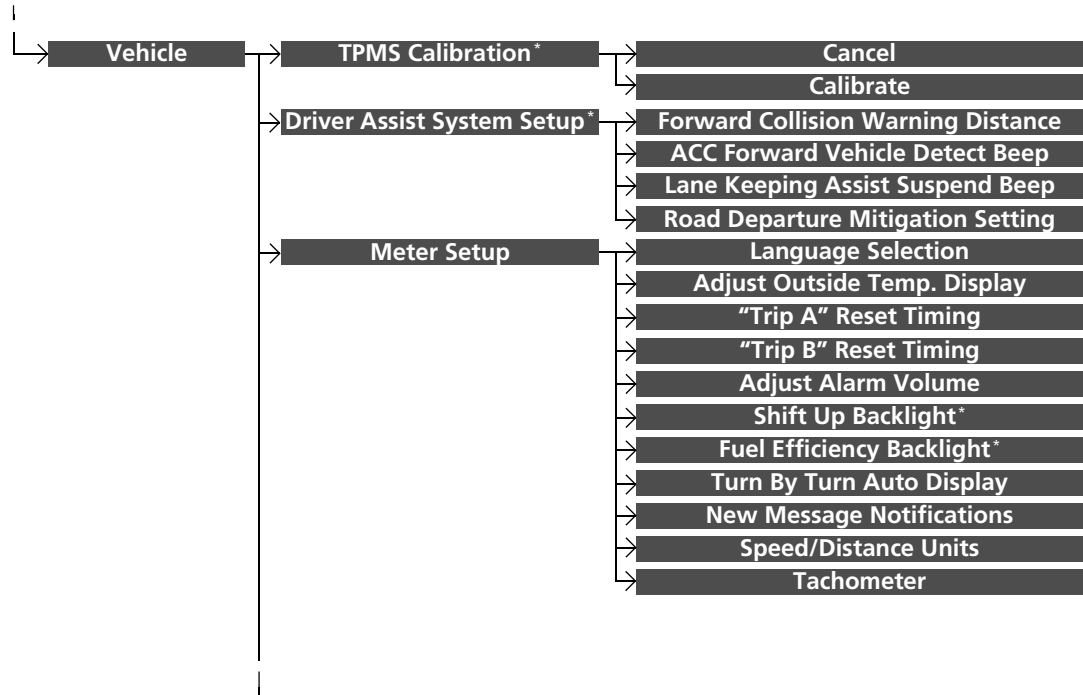 Vehicle
TPMS Calibration*
Cancel
Calibrate
Driver Assist System Setup*
Forward Collision Warning Distance
ACC Forward Vehicle Detect Beep
Lane Keeping Assist Suspend Beep
Road Departure Mitigation Setting
Meter Setup
Language Selection
Adjust Outside Temp. Display
“Trip A” Reset Timing
“Trip B” Reset Timing
Adjust Alarm Volume
Shift Up Backlight*
Fuel Efficiency Backlight*
Turn By Turn Auto Display
New Message Notifications
Speed/Distance Units
Tachometer